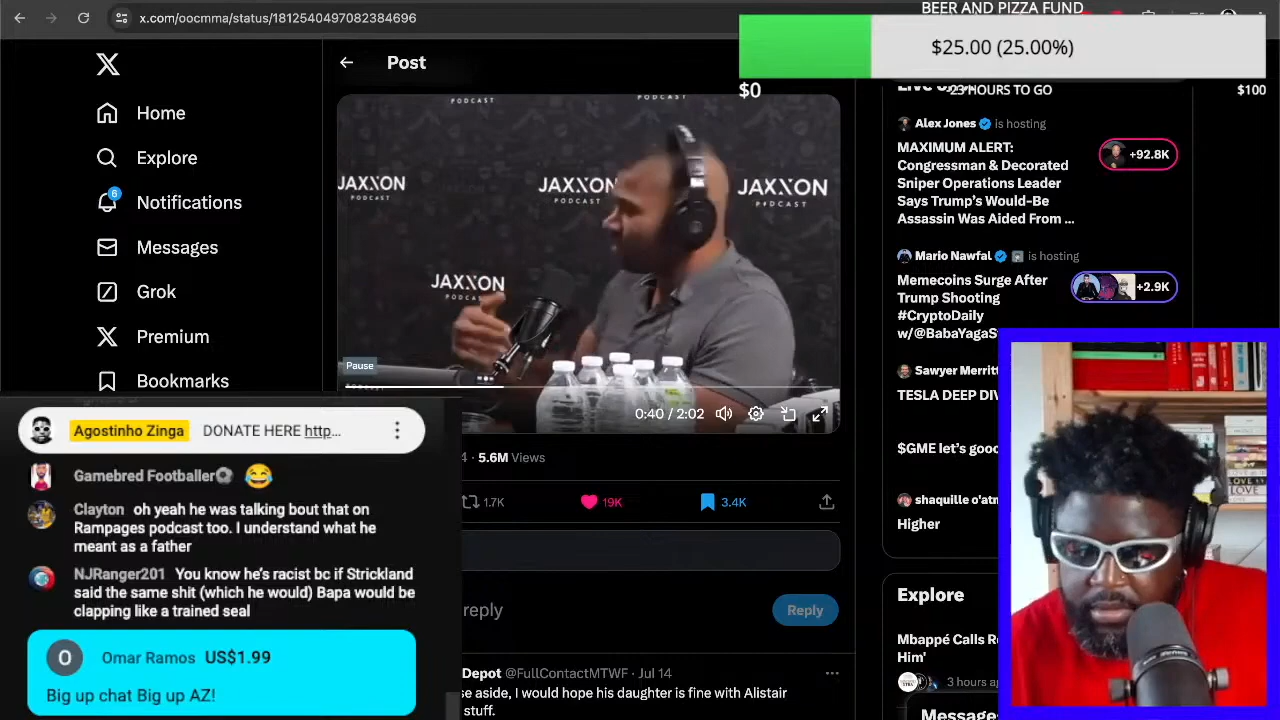 x.com/oocmma/status/1812540497082384696
BEER AND PIZZA FUND
$25.00 (25.00%)
$0
23 HOURS TO GO
$100
Home
Explore
Notifications
6
Messages
Grok
Premium
Bookmarks
Post
PODCAST
PODCAST
JAXXON
JAXXON
PODCAST
JAXXON
PODCAST
JAXXON
PODCAST
Pause
0:40 / 2:02
5.6M Views
1.7K
19K
3.4K
reply
Reply
Depot @FullContactMTWF · Jul 14
se aside, I would hope his daughter is fine with Alistair
stuff.
Alex Jones is hosting
MAXIMUM ALERT:
Congressman & Decorated
Sniper Operations Leader
Says Trump's Would-Be
Assassin Was Aided From ...
+92.8K
Mario Nawfal is hosting
Memecoins Surge After
Trump Shooting
#CryptoDaily
w/@BabaYagaS
+2.9K
Sawyer Merritt
TESLA DEEP DIV
$GME let's good
shaquille o'atm
Higher
Explore
Mbappé Calls Re
Him'
3 hours ag
Messages
LOVE
LOVE
Agostinho Zinga DONATE HERE http...
Gamebred Footballer⚽ 😂
Clayton oh yeah he was talking bout that on
Rampages podcast too. I understand what he
meant as a father
NJRanger201 You know he's racist bc if Strickland
said the same shit (which he would) Bapa would be
clapping like a trained seal
O
Omar Ramos US$1.99
Big up chat Big up AZ!